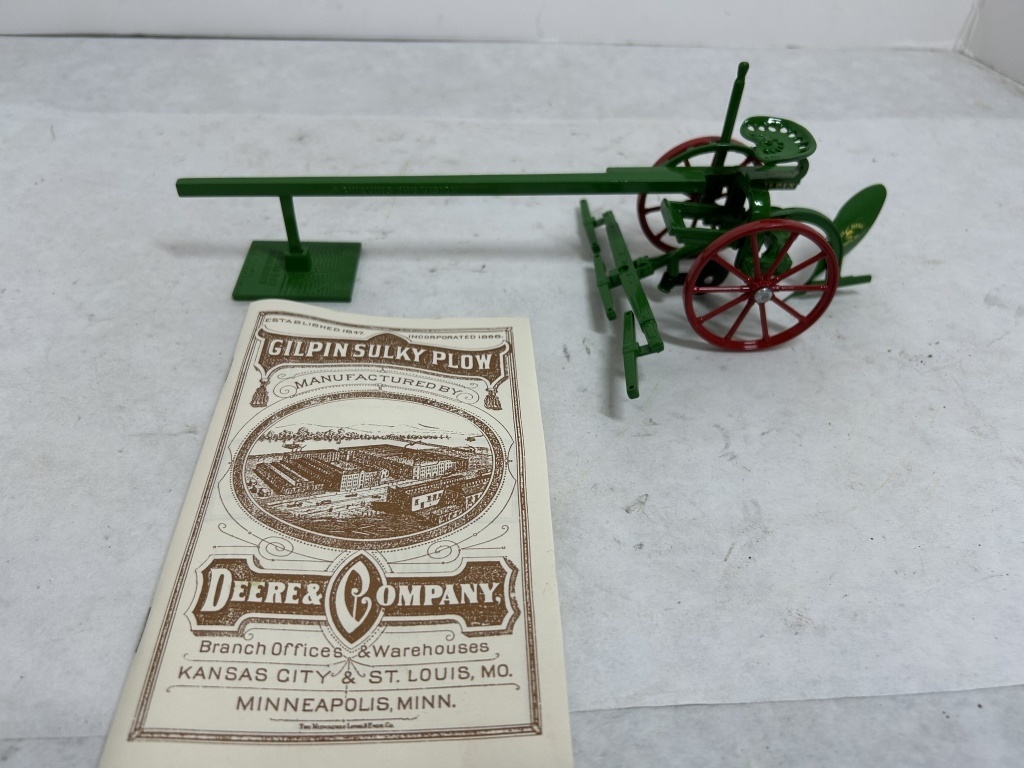 ESTABLISHED 1847.
INCORPORATED 1868.
GILPIN SULKY PLOW
MANUFACTURED BY
DEERE & COMPANY.
Branch Offices & Warehouses
KANSAS CITY & ST. LOUIS, MO.
MINNEAPOLIS, MINN.